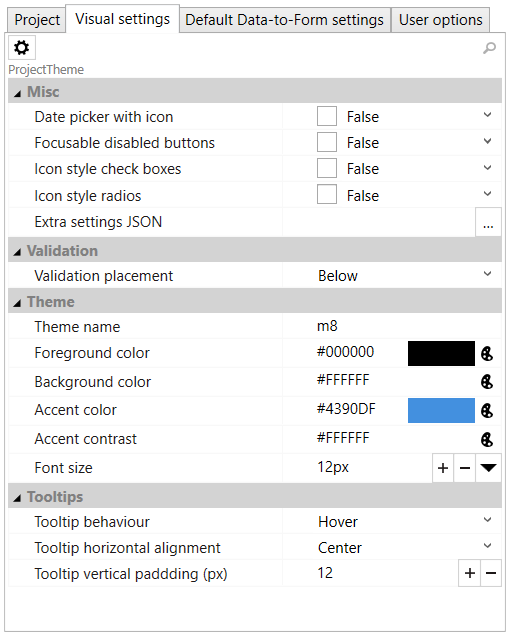 Project Visual settings Default Data-to-Form settings User options
ProjectTheme
Misc
Date picker with icon False
Focusable disabled buttons False
Icon style check boxes False
Icon style radios False
Extra settings JSON ...
Validation
Validation placement Below
Theme
Theme name m8
Foreground color #000000
Background color #FFFFFF
Accent color #4390DF
Accent contrast #FFFFFF
Font size 12px + −
Tooltips
Tooltip behaviour Hover
Tooltip horizontal alignment Center
Tooltip vertical paddding (px) 12 + −